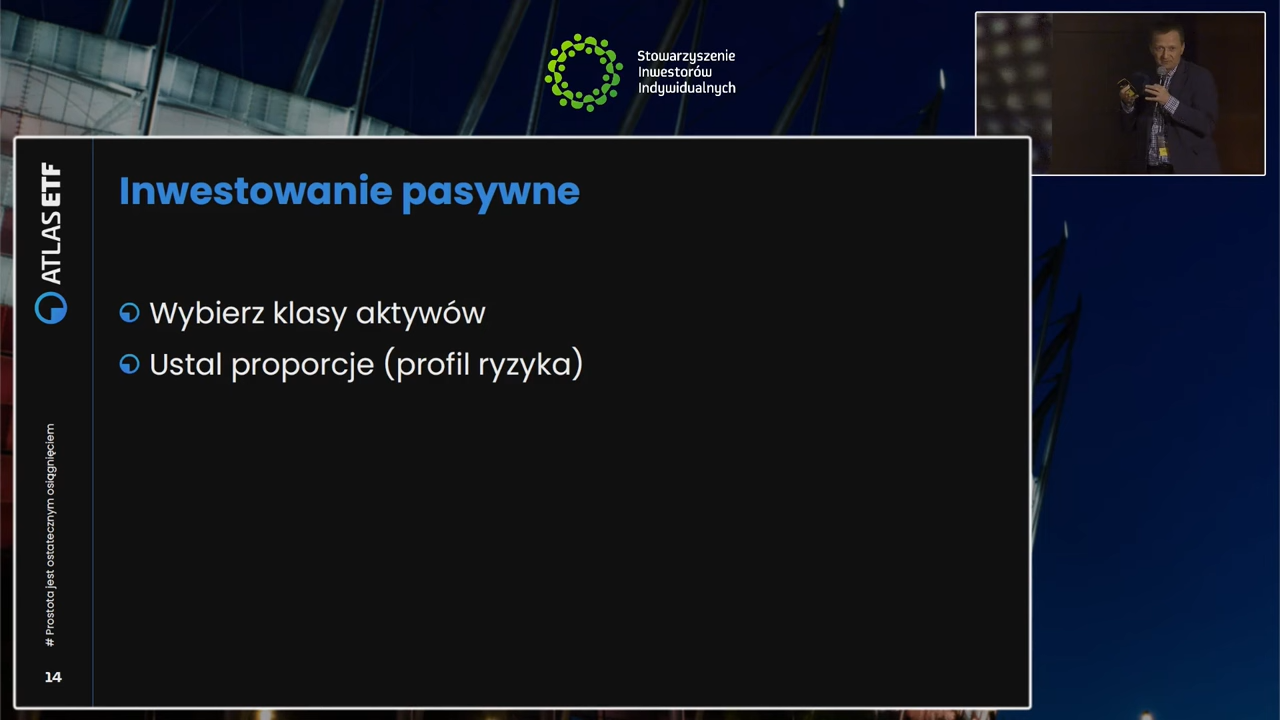 Stowarzyszenie
Inwestorów
Indywidualnych
ATLAS ETF
Inwestowanie pasywne
Wybierz klasy aktywów
Ustal proporcje (profil ryzyka)
# Prostota jest ostatecznym osiągnięciem
14